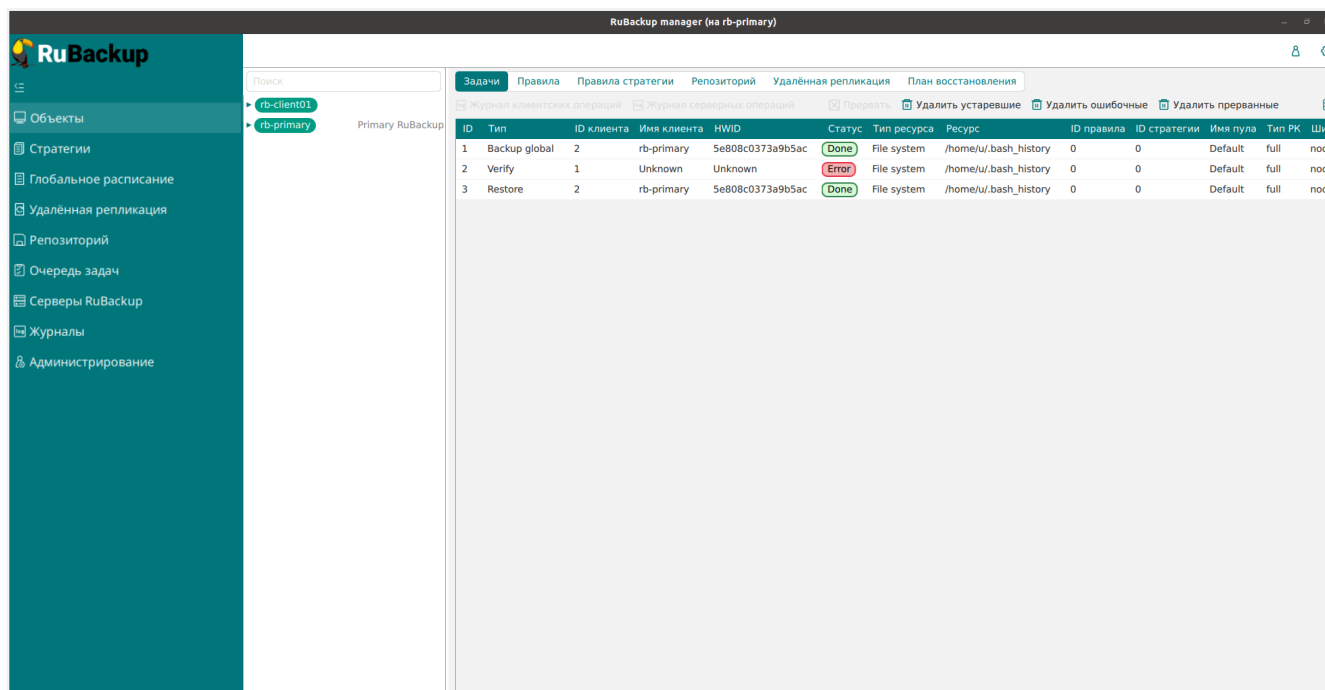 RuBackup manager (на rb-primary)
RuBackup
Объекты
Стратегии
Глобальное расписание
Удалённая репликация
Репозиторий
Очередь задач
Серверы RuBackup
Журналы
Администрирование
Поиск
rb-client01
rb-primary Primary RuBackup
Задачи Правила Правила стратегии Репозиторий Удалённая репликация План восстановления
Журнал клиентских операций Журнал серверных операций Прервать Удалить устаревшие Удалить ошибочные Удалить прерванные
ID Тип ID клиента Имя клиента HWID Статус Тип ресурса Ресурс ID правила ID стратегии Имя пула Тип РК Ши
1 Backup global 2 rb-primary 5e808c0373a9b5ac Done File system /home/u/.bash_history 0 0 Default full noc
2 Verify 1 Unknown Unknown Error File system /home/u/.bash_history 0 0 Default full noc
3 Restore 2 rb-primary 5e808c0373a9b5ac Done File system /home/u/.bash_history 0 0 Default full noc